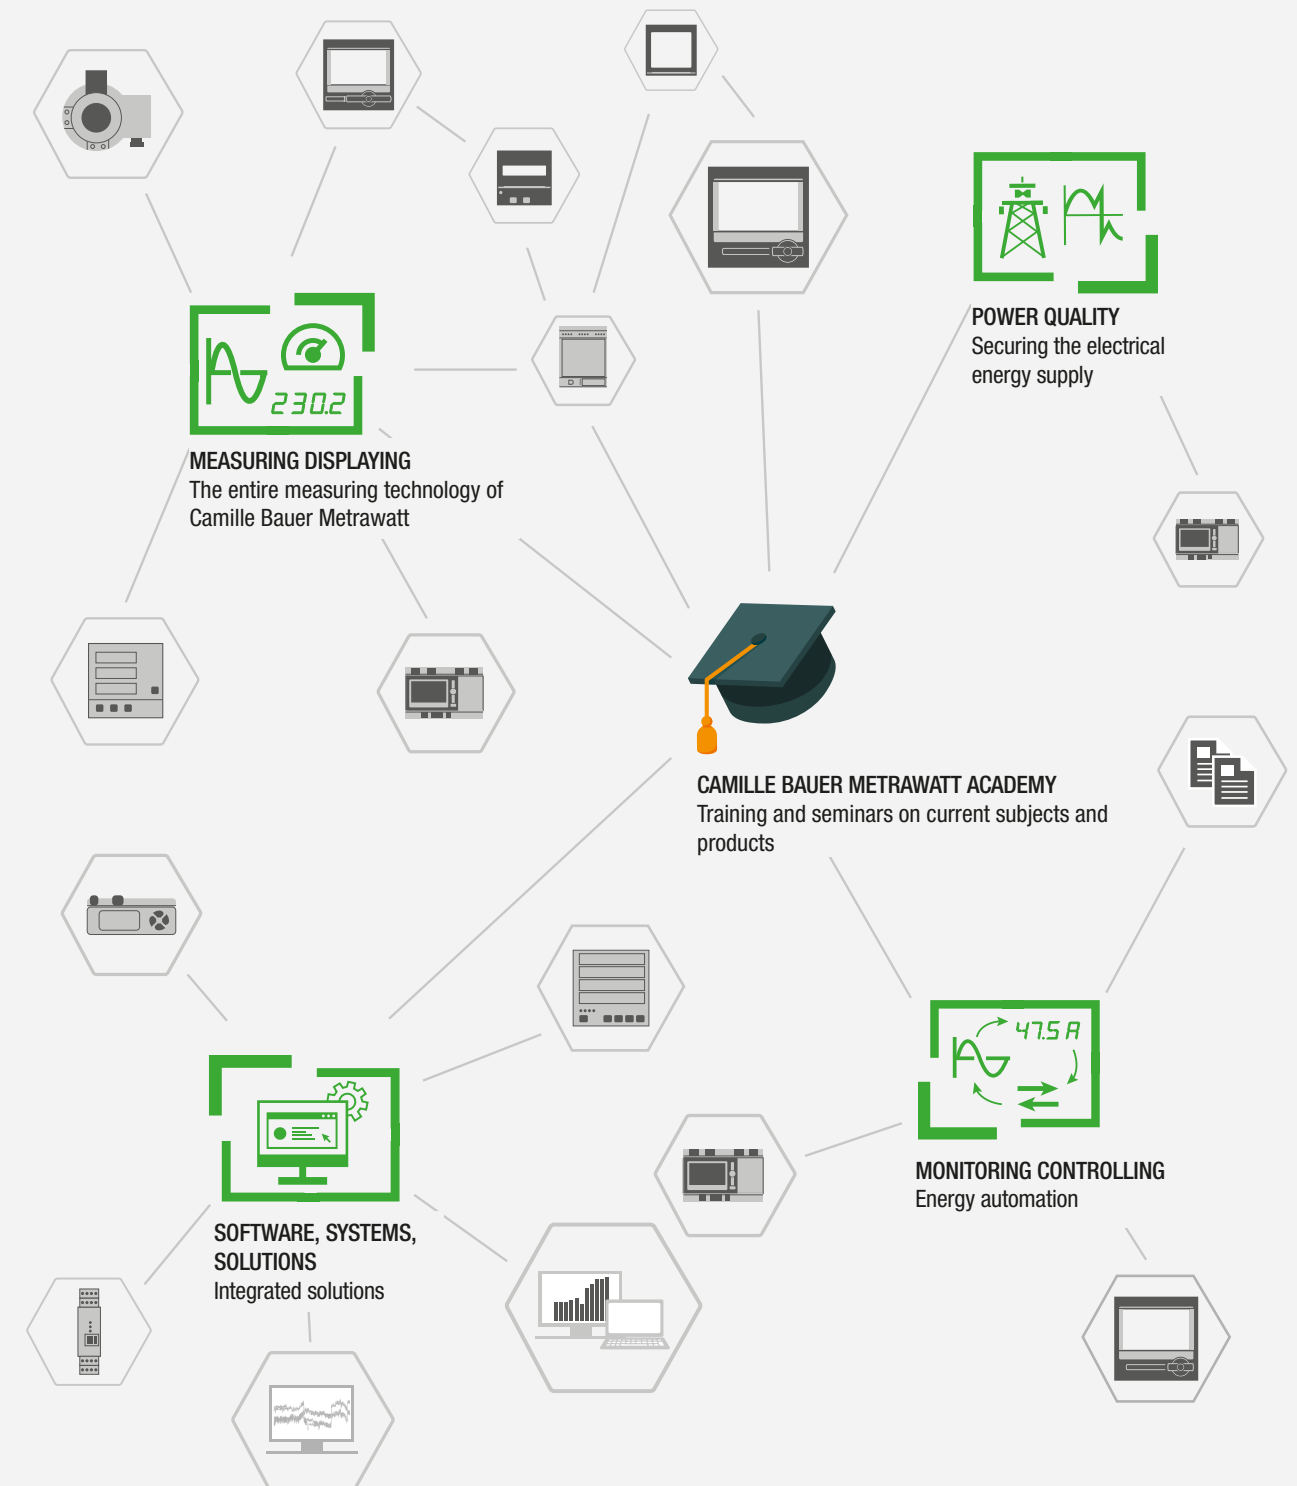 POWER QUALITY
Securing the electrical
energy supply
230.2
MEASURING DISPLAYING
The entire measuring technology of
Camille Bauer Metrawatt
CAMILLE BAUER METRAWATT ACADEMY
Training and seminars on current subjects and
products
47.5 A
MONITORING CONTROLLING
Energy automation
SOFTWARE, SYSTEMS,
SOLUTIONS
Integrated solutions